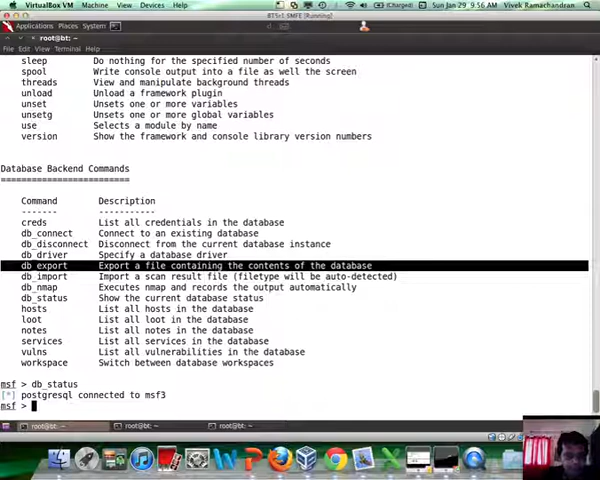 VirtualBox VM Machine View Devices Help (Charged) Sun Jan 29 9:56 AM Vivek Ramachandran
BT5r1 SMFE [Running]
Applications Places System
root@bt: ~
File Edit View Terminal Help
sleep Do nothing for the specified number of seconds
spool Write console output into a file as well the screen
threads View and manipulate background threads
unload Unload a framework plugin
unset Unsets one or more variables
unsetg Unsets one or more global variables
use Selects a module by name
version Show the framework and console library version numbers
Database Backend Commands
=========================
Command Description
------- -----------
creds List all credentials in the database
db_connect Connect to an existing database
db_disconnect Disconnect from the current database instance
db_driver Specify a database driver
db_export Export a file containing the contents of the database
db_import Import a scan result file (filetype will be auto-detected)
db_nmap Executes nmap and records the output automatically
db_status Show the current database status
hosts List all hosts in the database
loot List all loot in the database
notes List all notes in the database
services List all services in the database
vulns List all vulnerabilities in the database
workspace Switch between database workspaces
msf > db_status
[*] postgresql connected to msf3
msf >
root@bt: ~ root@bt: ~ root@bt: ~